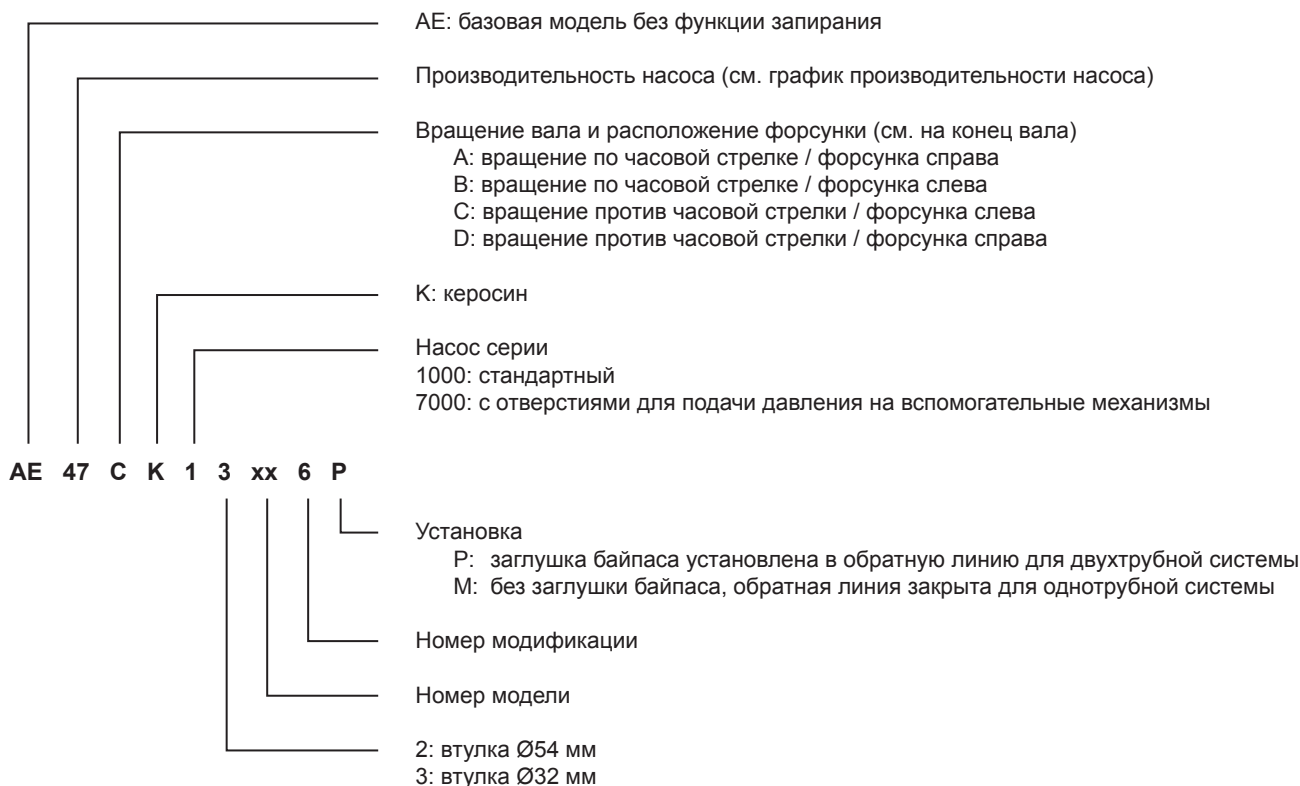 AE: базовая модель без функции запирания
Производительность насоса (см. график производительности насоса)
Вращение вала и расположение форсунки (см. на конец вала)
A: вращение по часовой стрелке / форсунка справа
B: вращение по часовой стрелке / форсунка слева
C: вращение против часовой стрелки / форсунка слева
D: вращение против часовой стрелки / форсунка справа
K: керосин
Насос серии
1000: стандартный
7000: с отверстиями для подачи давления на вспомогательные механизмы
AE 47 C K 1 3 xx 6 P
Установка
P: заглушка байпаса установлена в обратную линию для двухтрубной системы
M: без заглушки байпаса, обратная линия закрыта для однотрубной системы
Номер модификации
Номер модели
2: втулка Ø54 мм
3: втулка Ø32 мм